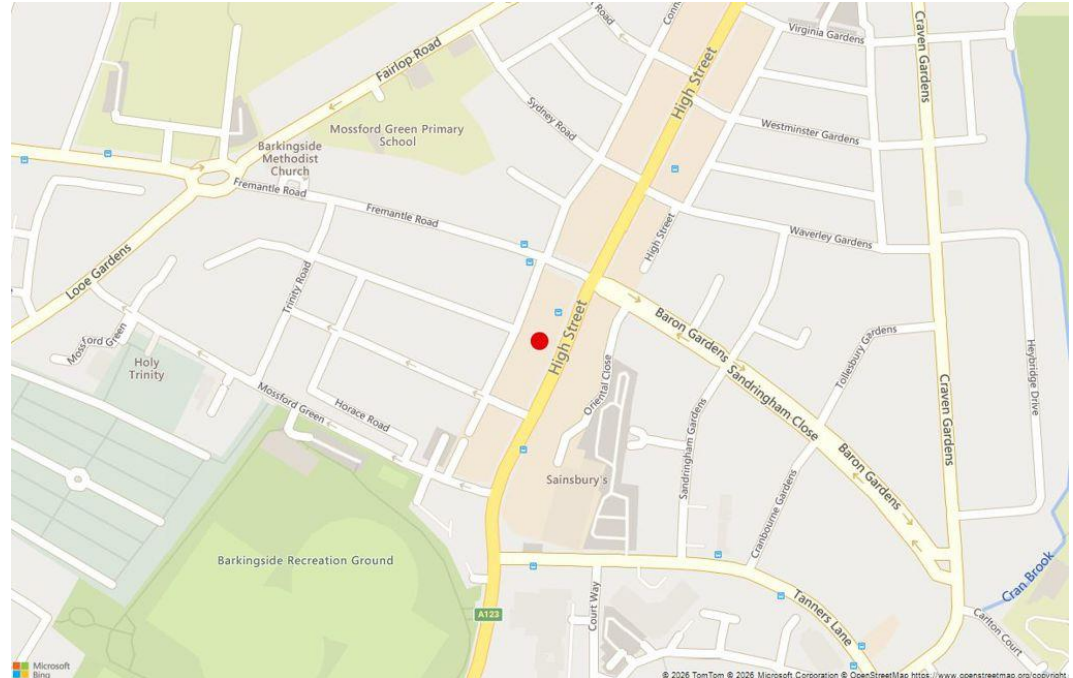 Virginia Gardens
Craven Gardens
Fairlop Road
High Street
Sydney Road
Mossford Green Primary
School
Westminster Gardens
Barkingside
Methodist
Church
Fremantle Road
Fremantle Road
Waverley Gardens
High Street
Looe Gardens
Trinity Road
Mossford Green
Holy
Trinity
High Street
Baron Gardens
Tollesbury Gardens
Heybridge Drive
Oriental Close
Sandringham Close
Craven Gardens
Mossford Green
Horace Road
Sandringham Gardens
Baron Gardens
Sainsbury's
Cranbourne Gardens
Barkingside Recreation Ground
Cran Brook
A123
Court Way
Tanners Lane
Carlton Court
Microsoft
Bing
© 2026 TomTom © 2026 Microsoft Corporation © OpenStreetMap https://www.openstreetmap.org/copyright